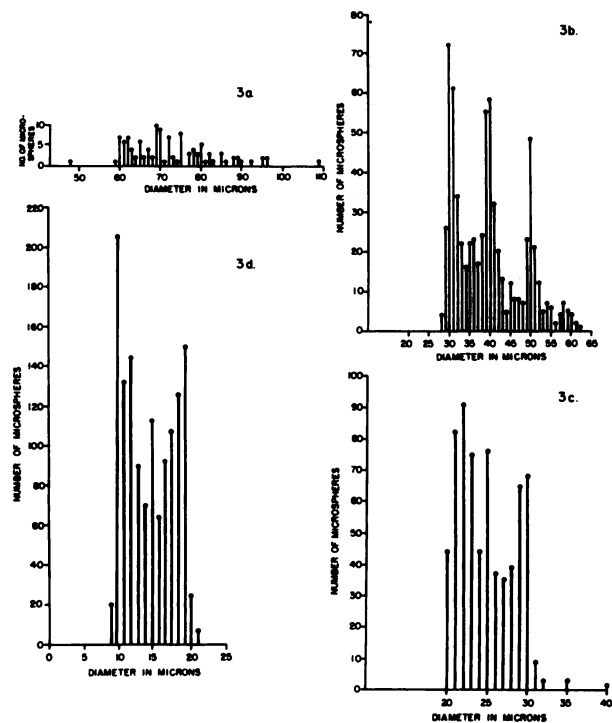 3a.
10
5
0
NO. OF MICRO-
SPHERES
50 60 70 80 90 100 109
DIAMETER IN MICRONS
3b.
80
70
60
50
40
30
20
10
0
NUMBER OF MICROSPHERES
20 25 30 35 40 45 50 55 60 65
DIAMETER IN MICRONS
3d.
220
200
180
160
140
120
100
80
60
40
20
0
NUMBER OF MICROSPHERES
0 5 10 15 20 25
DIAMETER IN MICRONS
3c.
100
90
80
70
60
50
40
30
20
10
0
NUMBER OF MICROSPHERES
20 25 30 35 40
DIAMETER IN MICRONS